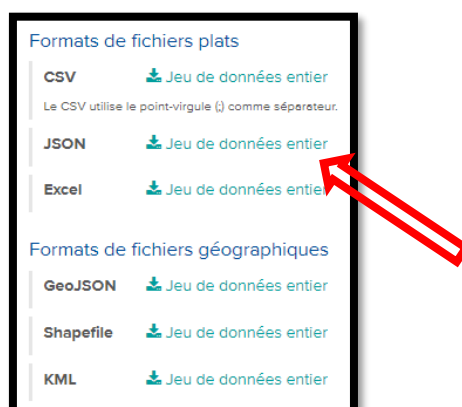 Formats de fichiers plats
CSV Jeu de données entier
Le CSV utilise le point-virgule (;) comme séparateur.
JSON Jeu de données entier
Excel Jeu de données entier
Formats de fichiers géographiques
GeoJSON Jeu de données entier
Shapefile Jeu de données entier
KML Jeu de données entier